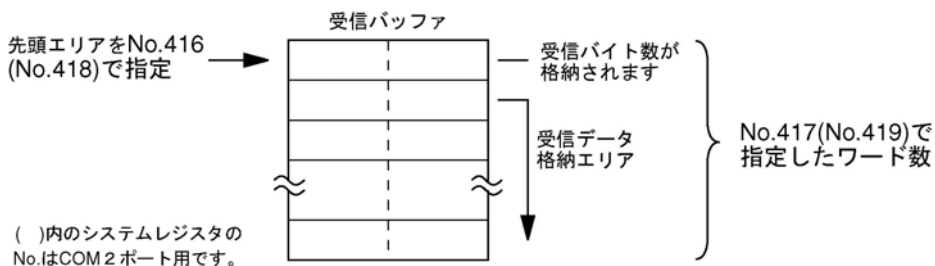 受信バッファ
先頭エリアをNo.416
(No.418)で指定
受信バイト数が
格納されます
受信データ
格納エリア
No.417(No.419)で
指定したワード数
( )内のシステムレジスタの
No.はCOM 2 ポート用です。